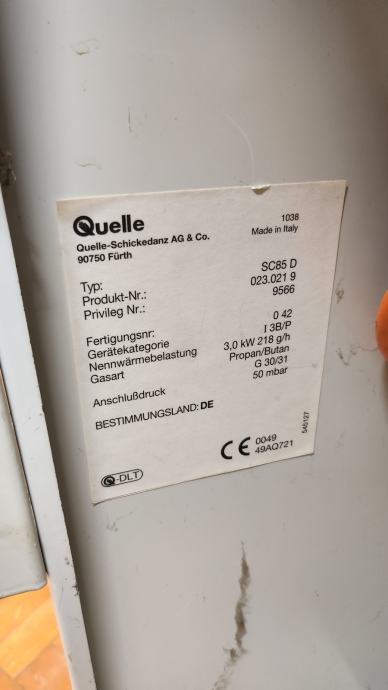 Quelle
Quelle-Schickedanz AG & Co.
90750 Fürth
1038
Made in Italy
Typ: SC85 D
Produkt-Nr.: 023.021 9
Privileg Nr.: 9566
Fertigungsnr: 0 42
Gerätekategorie I 3B/P
Nennwärmebelastung 3,0 kW 218 g/h
Gasart Propan/Butan
G 30/31
Anschlußdruck 50 mbar
BESTIMMUNGSLAND: DE
CE 0049
49AQ721
545127
Q-DLT